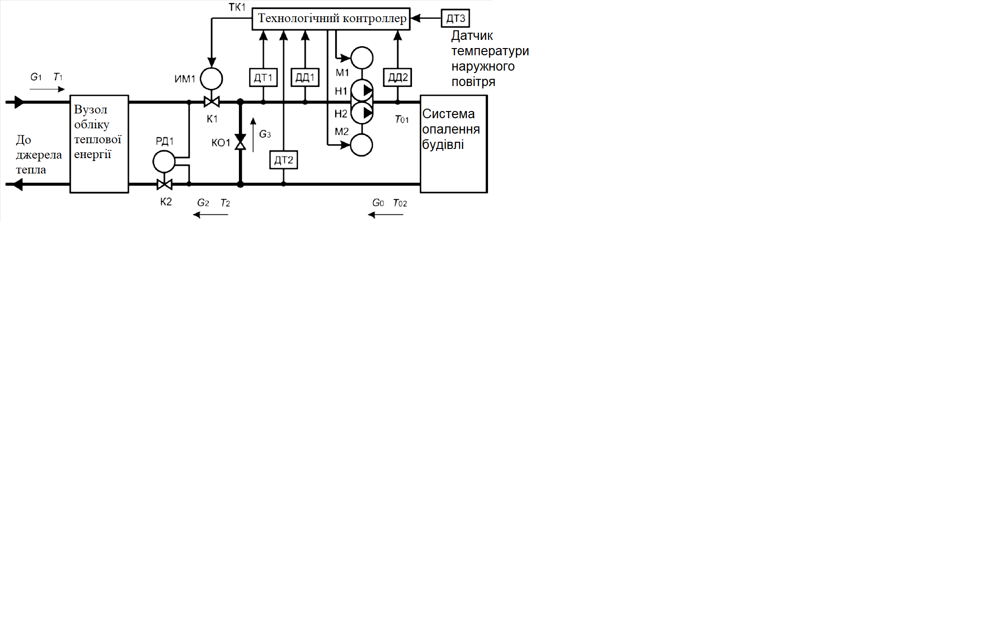 ТК1
Технологічний контроллер
ДТ3
Датчик
температури
наружного
повітря
G1 T1
ИМ1
ДТ1
ДД1
М1
ДД2
Н1
Н2
М2
К1
T01
Вузол
обліку
теплової
енергії
До
джерела
тепла
РД1
КО1
G3
ДТ2
Система
опалення
будівлі
К2
G2 T2
G0 T02